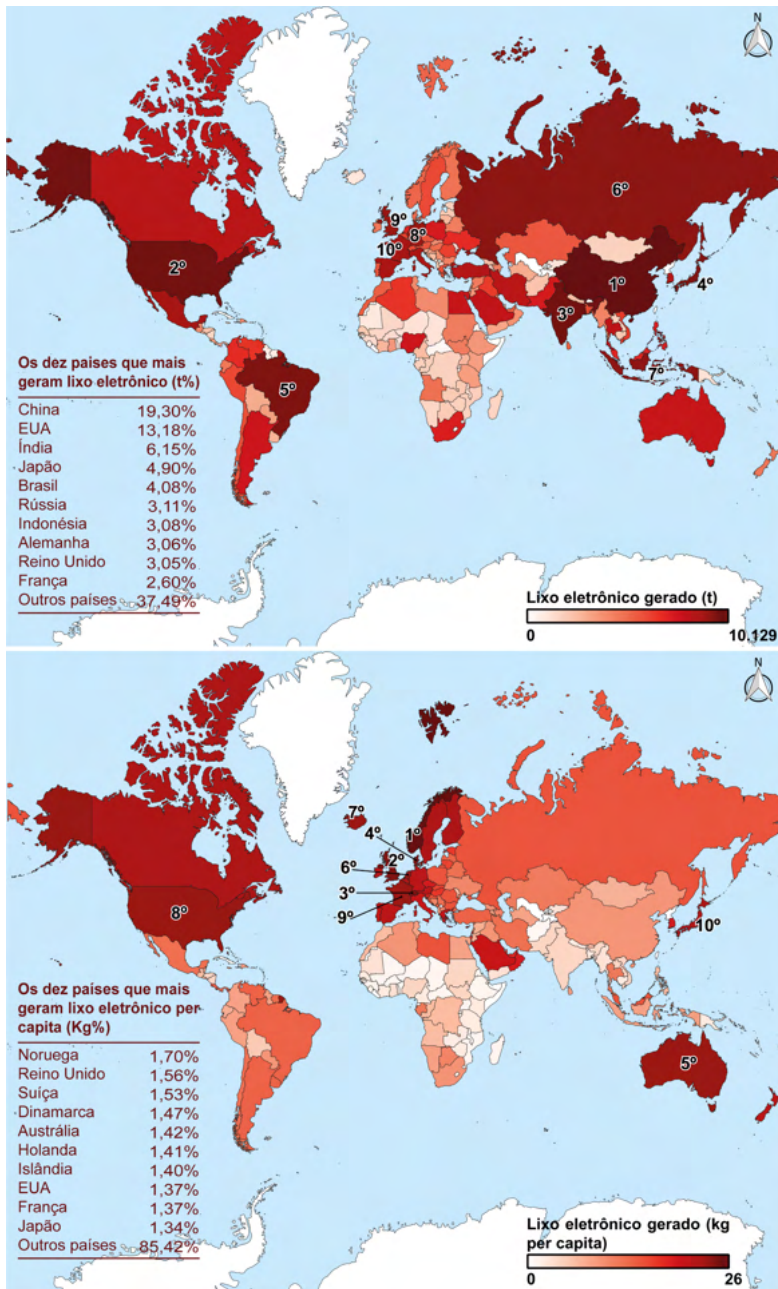 N
6º
9º
8º
10º
2º
1º
4º
3º
7º
5º
Os dez países que mais
geram lixo eletrônico (t%)
China 19,30%
EUA 13,18%
Índia 6,15%
Japão 4,90%
Brasil 4,08%
Rússia 3,11%
Indonésia 3,08%
Alemanha 3,06%
Reino Unido 3,05%
França 2,60%
Outros países 37,49%
Lixo eletrônico gerado (t)
0 10.129
N
7º
1º
4º
2º
6º
3º
9º
8º
10º
5º
Os dez países que mais
geram lixo eletrônico per
capita (Kg%)
Noruega 1,70%
Reino Unido 1,56%
Suíça 1,53%
Dinamarca 1,47%
Austrália 1,42%
Holanda 1,41%
Islândia 1,40%
EUA 1,37%
França 1,37%
Japão 1,34%
Outros países 85,42%
Lixo eletrônico gerado (kg
per capita)
0 26